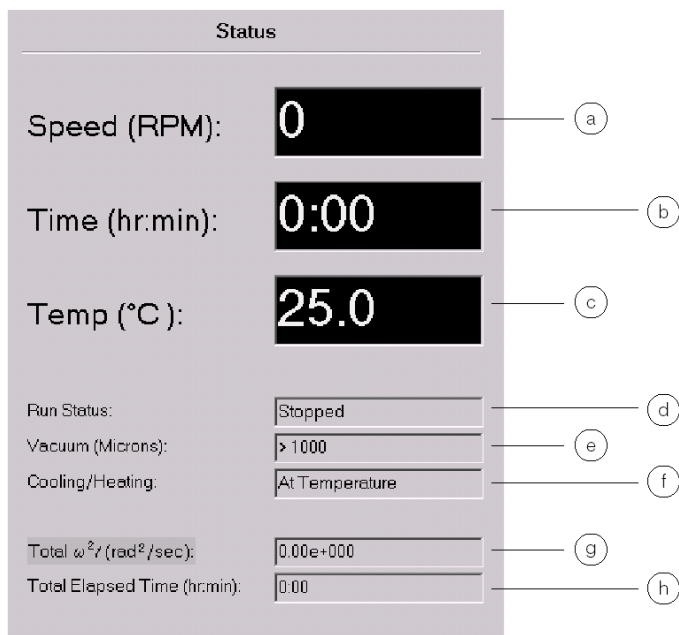 Status
Speed (RPM): 0 a
Time (hr:min): 0:00 b
Temp (°C ): 25.0 c
Run Status: Stopped d
Vacuum (Microns): > 1000 e
Cooling/Heating: At Temperature f
Total ω²t (rad²/sec): 0.00e+000 g
Total Elapsed Time (hr:min): 0:00 h